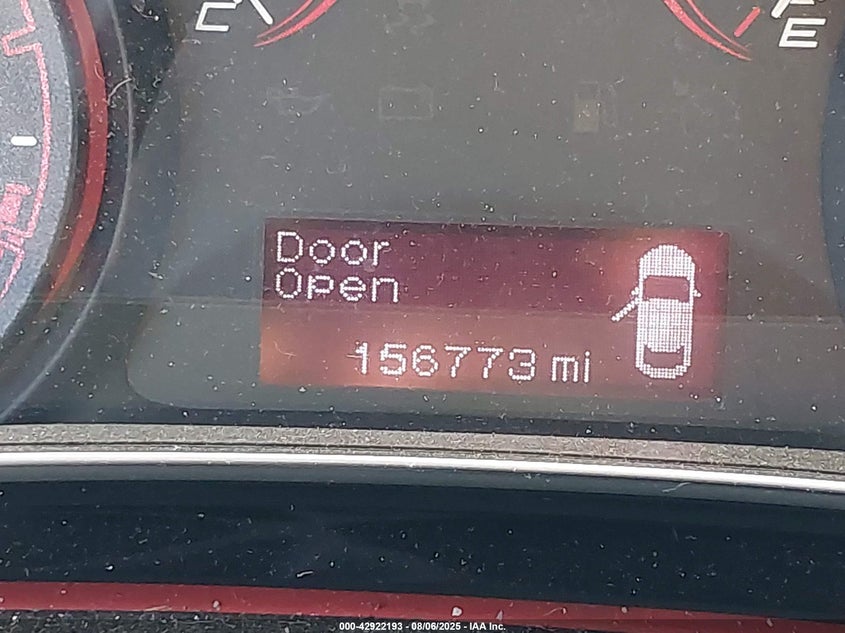 C
F
E
Door
Open
156773 mi
000-42922193 - 08/06/2025 - IAA Inc.